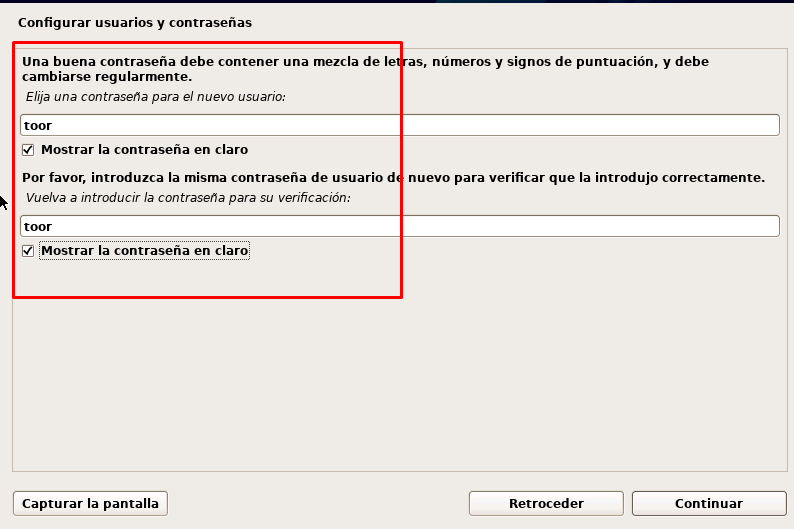 Configurar usuarios y contraseñas
Una buena contraseña debe contener una mezcla de letras, números y signos de puntuación, y debe
cambiarse regularmente.
Elija una contraseña para el nuevo usuario:
toor
Mostrar la contraseña en claro
Por favor, introduzca la misma contraseña de usuario de nuevo para verificar que la introdujo correctamente.
Vuelva a introducir la contraseña para su verificación:
toor
Mostrar la contraseña en claro
Capturar la pantalla
Retroceder
Continuar